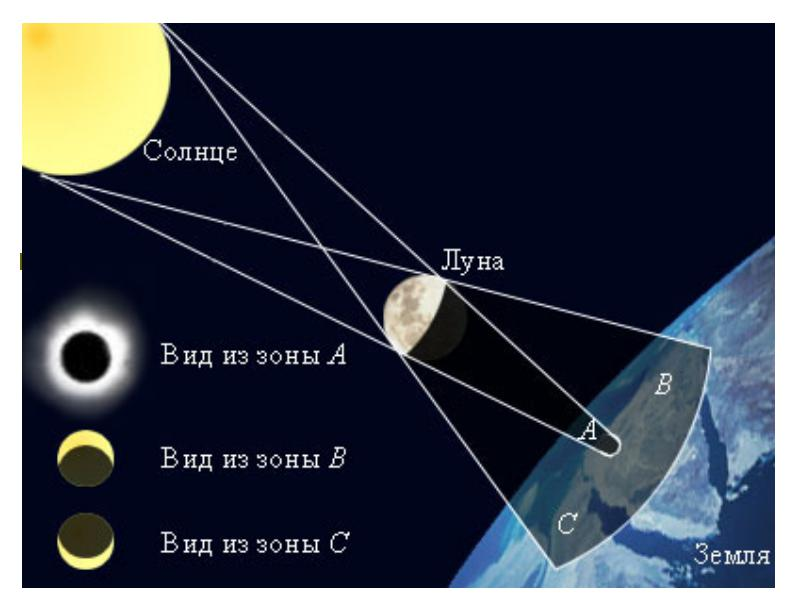 Солнце
Луна
Вид из зоны A
B
A
Вид из зоны B
C
Вид из зоны C
Земля